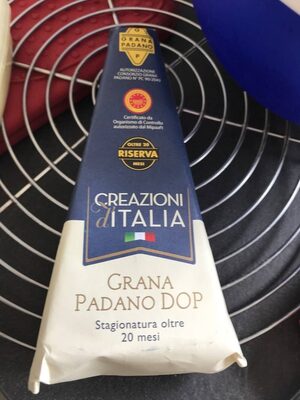 G
GRANA
PADANO
P
AUTORIZZAZIONE
CONSORZIO GRANA
PADANO N° PC
Certificato da
Organismo di Controllo
autorizzato dal Mipaaft
OLTRE 20
RISERVA
MESI
CREAZIONI
d'ITALIA
GRANA
PADANO DOP
Stagionatura oltre
20 mesi